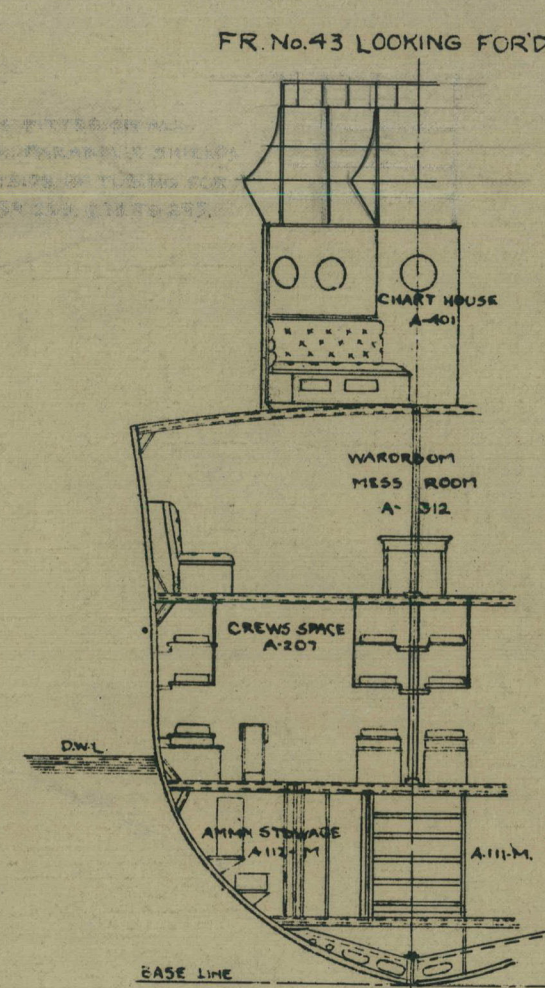 FR. No. 43 LOOKING FOR'D
CHART HOUSE
A-401
WARDROOM
MESS ROOM
A-312
CREWS SPACE
A-207
D.W.L.
AMMN STOWAGE
A-112-M
A-111-M.
BASE LINE